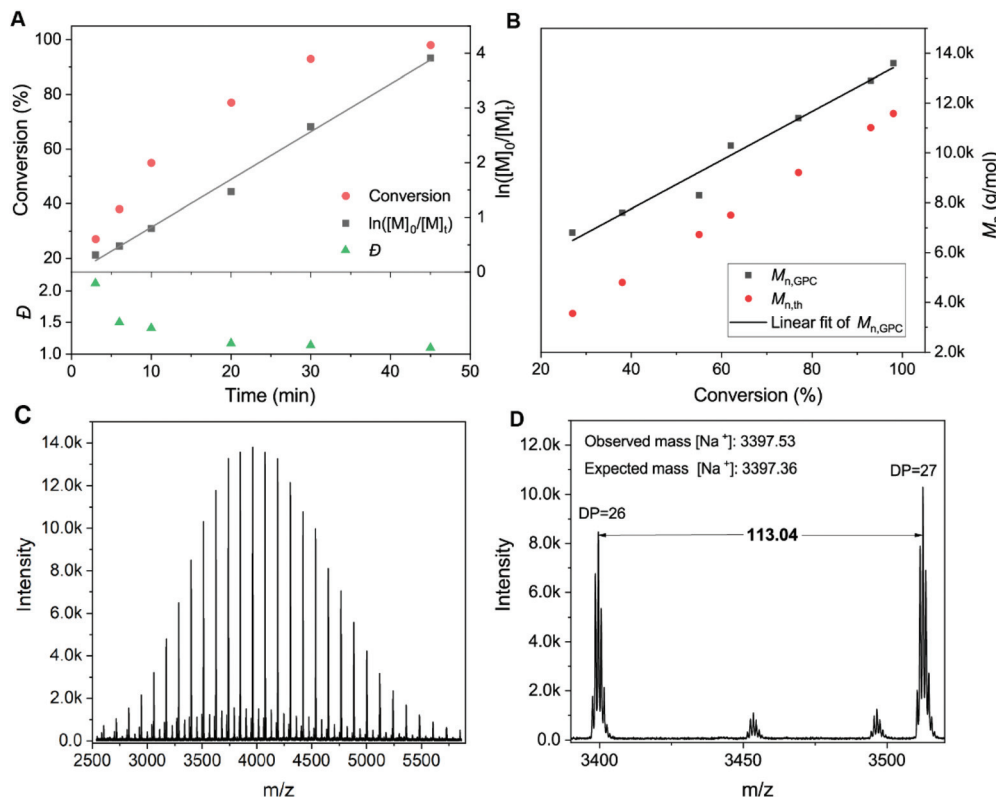 A
Conversion (%)
100
80
60
40
20
4
3
2
1
0
ln([M]₀/[M]ₜ)
Conversion
ln([M]₀/[M]ₜ)
Đ
Đ
2.0
1.5
1.0
0
10
20
30
40
50
Time (min)
B
14.0k
12.0k
10.0k
8.0k
6.0k
4.0k
2.0k
Mₙ (g/mol)
Mn,GPC
Mn,th
Linear fit of Mn,GPC
20
40
60
80
100
Conversion (%)
C
Intensity
14.0k
12.0k
10.0k
8.0k
6.0k
4.0k
2.0k
0.0
2500
3000
3500
4000
4500
5000
5500
m/z
D
Intensity
12.0k
10.0k
8.0k
6.0k
4.0k
2.0k
0.0
Observed mass [Na⁺]: 3397.53
Expected mass [Na⁺]: 3397.36
DP=26
DP=27
113.04
3400
3450
3500
m/z